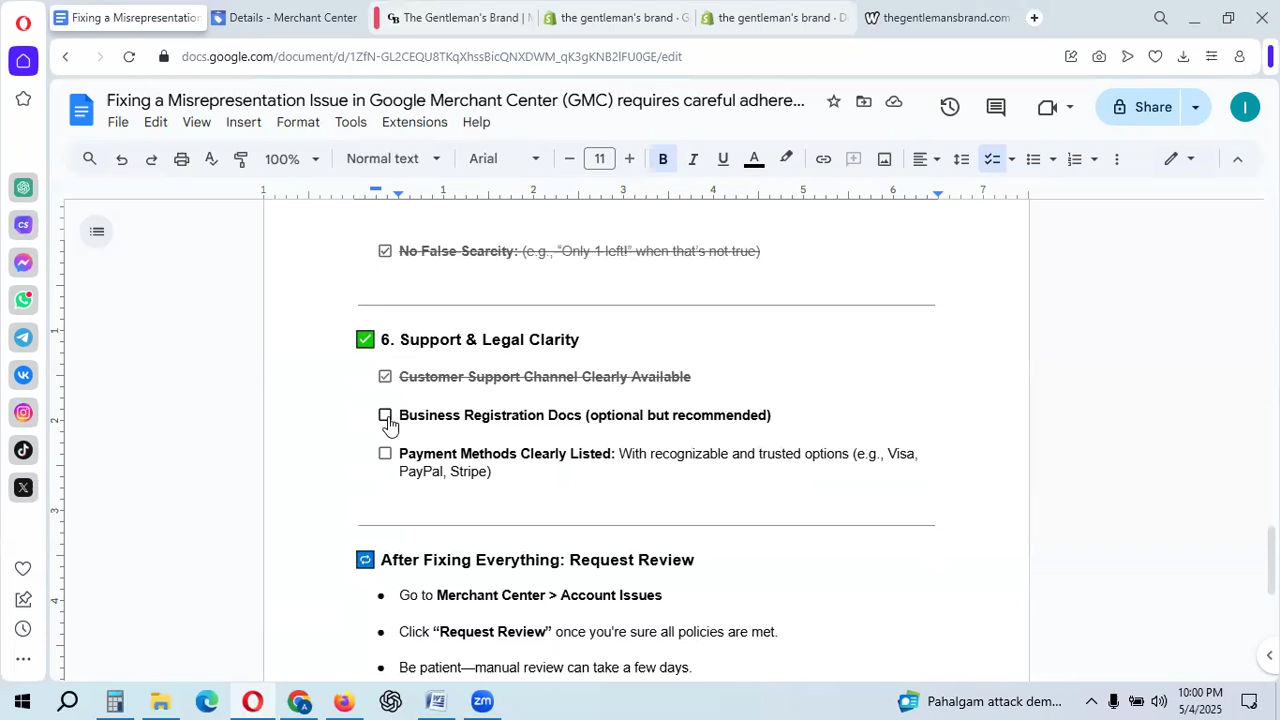 Fixing a Misrepresentation
Details - Merchant Center
The Gentleman's Brand |
the gentleman's brand · G
the gentleman's brand · D
thegentlemansbrand.com
docs.google.com/document/d/1ZfN-GL2CEQU8TKqXhssBicQNXDWM_qK3gKNB2lFU0GE/edit
Fixing a Misrepresentation Issue in Google Merchant Center (GMC) requires careful adhere...
File Edit View Insert Format Tools Extensions Help
Share
I
100% Normal text Arial 11 B I U A
1 1 2 3 4 5 6 7
No False Scarcity: (e.g., “Only 1 left!” when that’s not true)
6. Support & Legal Clarity
Customer Support Channel Clearly Available
Business Registration Docs (optional but recommended)
Payment Methods Clearly Listed: With recognizable and trusted options (e.g., Visa,
PayPal, Stripe)
After Fixing Everything: Request Review
Go to Merchant Center > Account Issues
Click “Request Review” once you're sure all policies are met.
Be patient—manual review can take a few days.
1
2
3
4
Pahalgam attack dem...
10:00 PM
5/4/2025